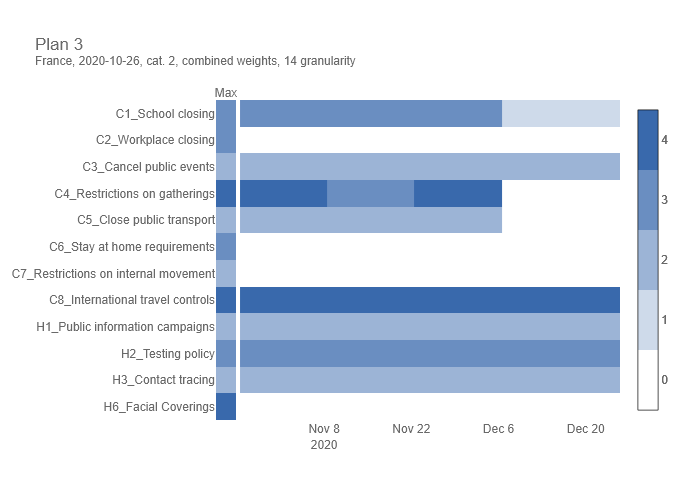 Plan 3
France, 2020-10-26, cat. 2, combined weights, 14 granularity
Max
C1_School closing
C2_Workplace closing
C3_Cancel public events
C4_Restrictions on gatherings
C5_Close public transport
C6_Stay at home requirements
C7_Restrictions on internal movement
C8_International travel controls
H1_Public information campaigns
H2_Testing policy
H3_Contact tracing
H6_Facial Coverings
4
3
2
1
0
Nov 8 Nov 22 Dec 6 Dec 20
2020